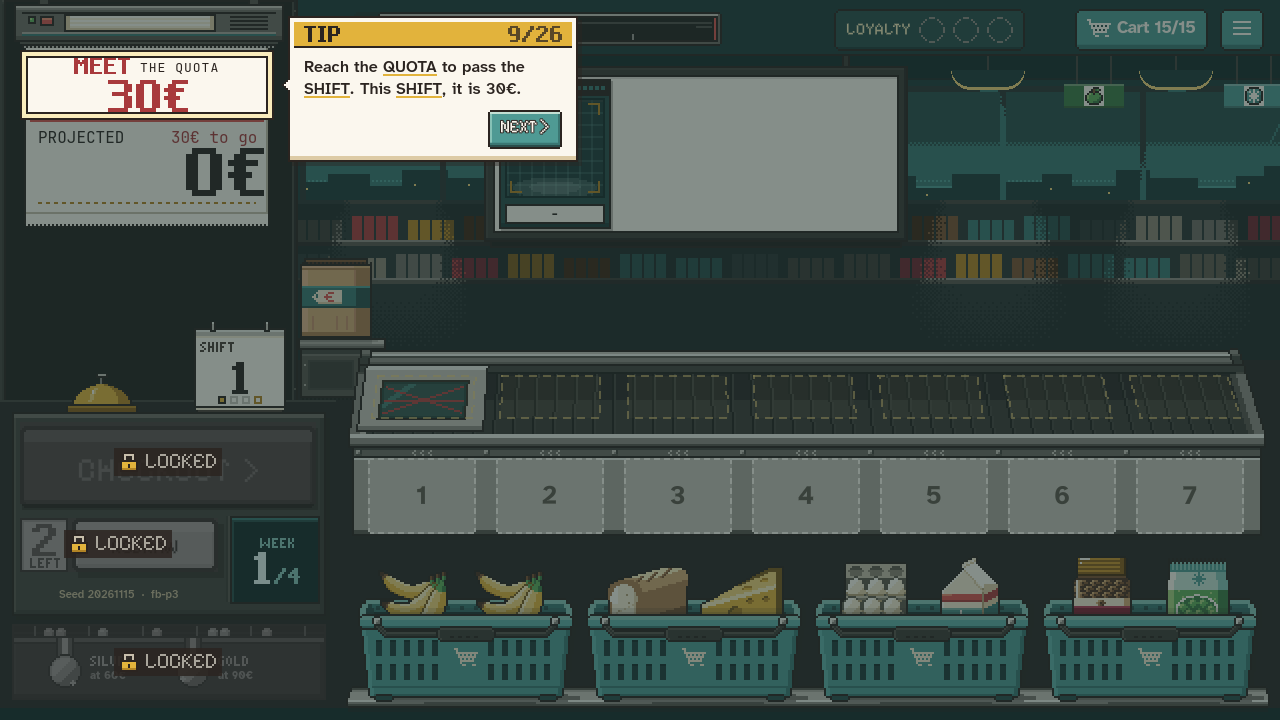 TIP 9/26
Reach the QUOTA to pass the
SHIFT. This SHIFT, it is 30€.
NEXT
MEET THE QUOTA
30€
PROJECTED 30€ to go
0€
LOYALTY
Cart 15/15
€
-
SHIFT
1
LOCKED
2
LEFT
LOCKED
WEEK
1/4
Seed 20261115 · fb-p3
LOCKED
at 90€
1 2 3 4 5 6 7